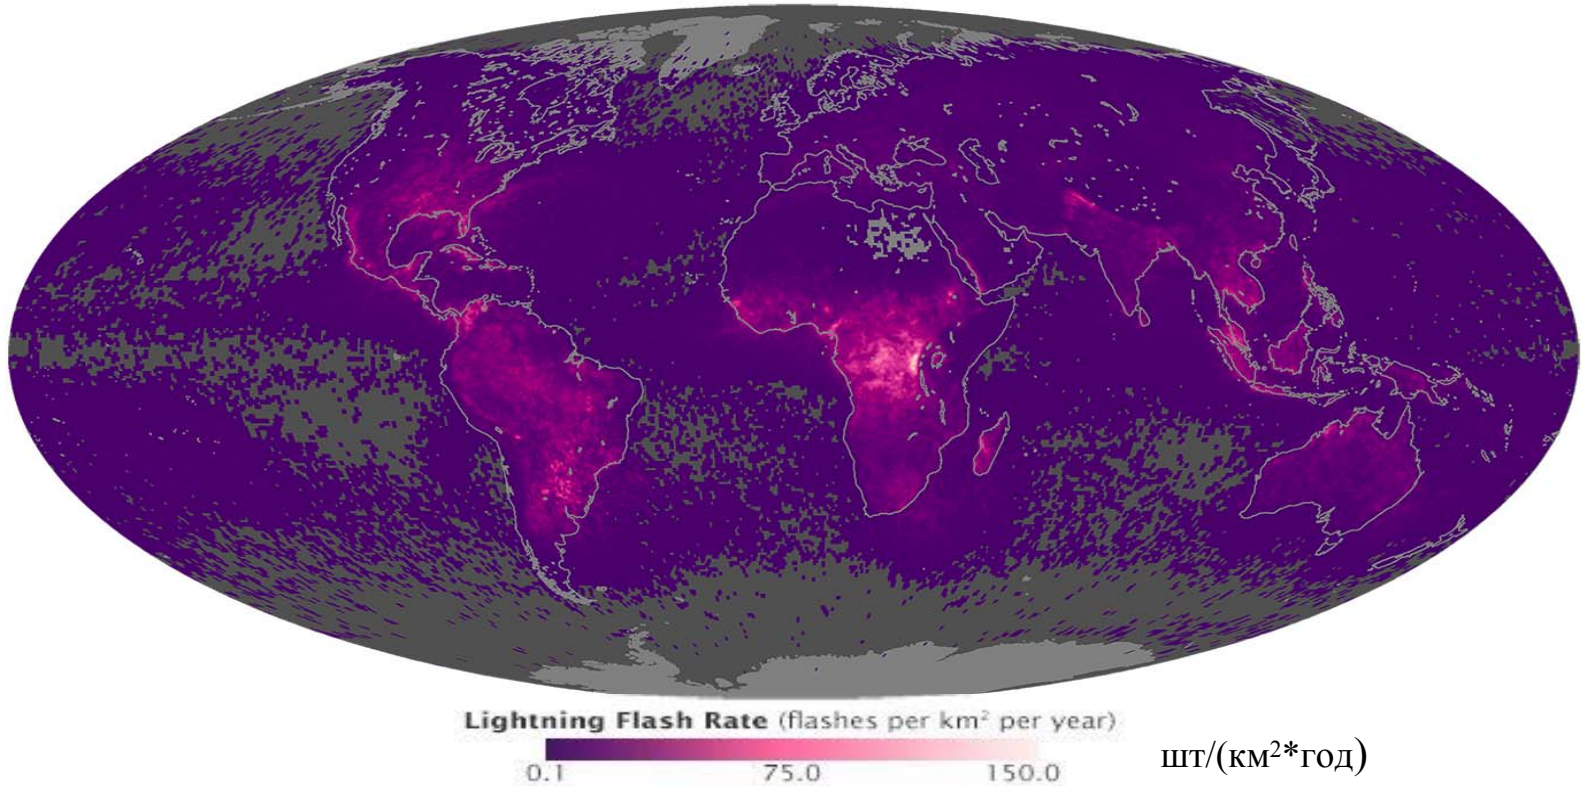 Lightning Flash Rate (flashes per km² per year)
0.1 75.0 150.0
шт/(км²*год)